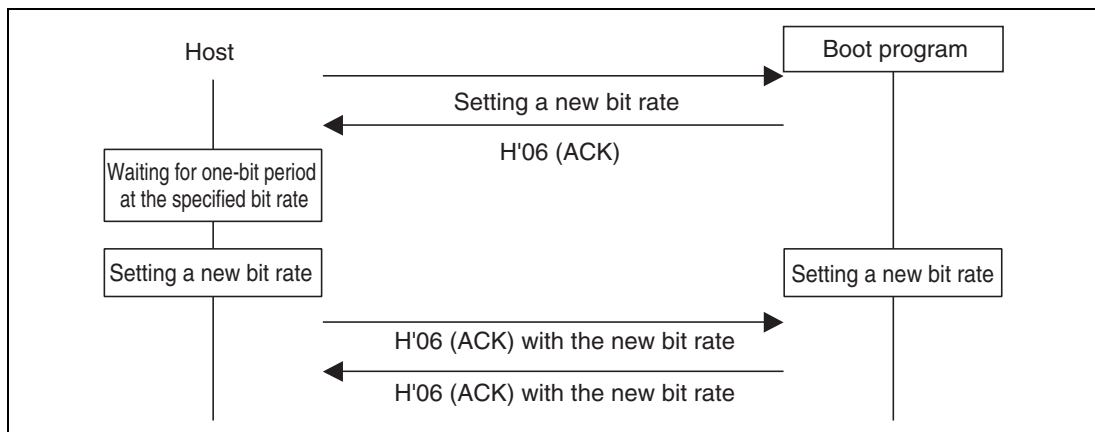 Host
Boot program
Setting a new bit rate
H'06 (ACK)
Waiting for one-bit period
at the specified bit rate
Setting a new bit rate
Setting a new bit rate
H'06 (ACK) with the new bit rate
H'06 (ACK) with the new bit rate